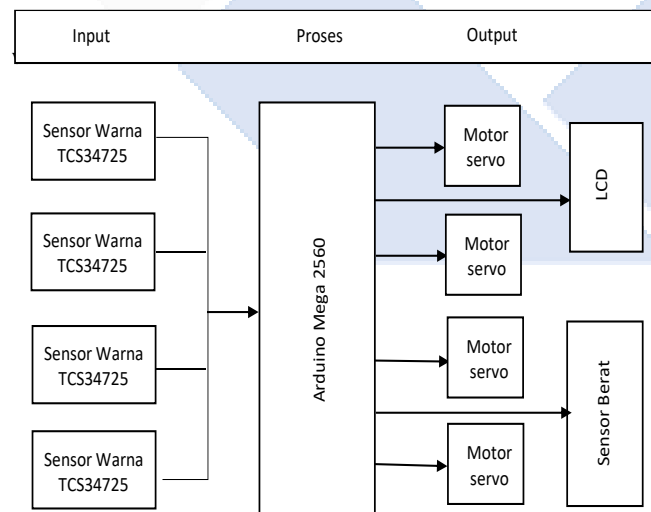 Input Proses Output
Sensor Warna
TCS34725
Sensor Warna
TCS34725
Sensor Warna
TCS34725
Sensor Warna
TCS34725
Arduino Mega 2560
Motor
servo
Motor
servo
Motor
servo
Motor
servo
LCD
Sensor Berat